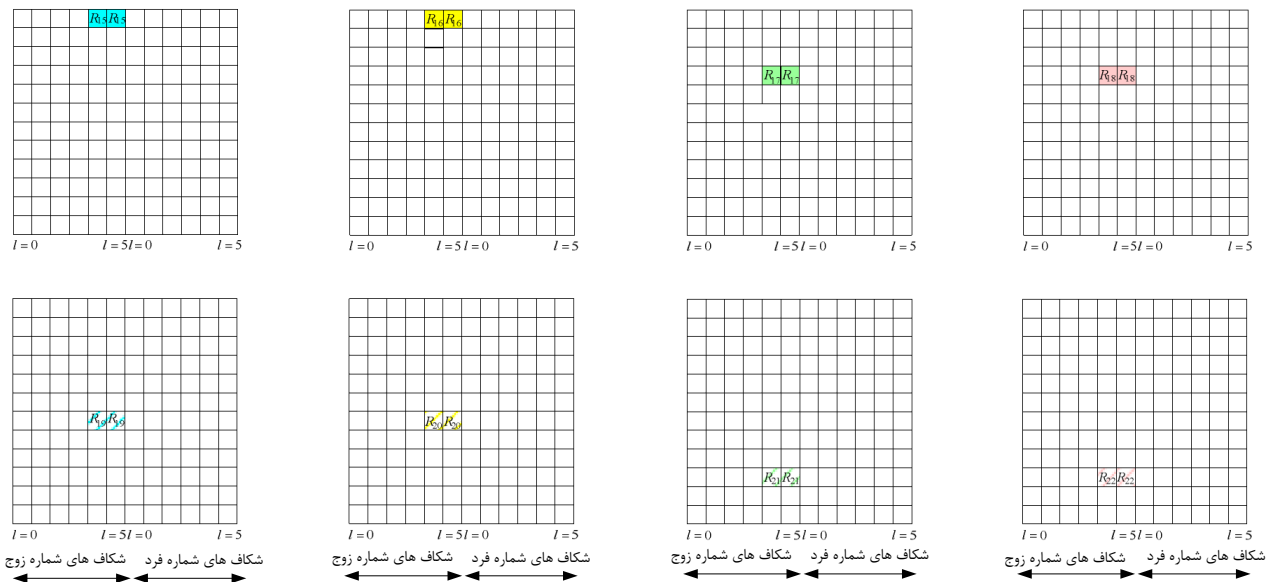 R15 R15
R16 R16
R17 R17
R18 R18
l = 0 l = 5 l = 0 l = 5
l = 0 l = 5 l = 0 l = 5
l = 0 l = 5 l = 0 l = 5
l = 0 l = 5 l = 0 l = 5
R19 R19
R20 R20
R21 R21
R22 R22
l = 0 l = 5 l = 0 l = 5
l = 0 l = 5 l = 0 l = 5
l = 0 l = 5 l = 0 l = 5
l = 0 l = 5 l = 0 l = 5
شکاف های شماره زوج
شکاف های شماره فرد
شکاف های شماره زوج
شکاف های شماره فرد
شکاف های شماره زوج
شکاف های شماره فرد
شکاف های شماره زوج
شکاف های شماره فرد